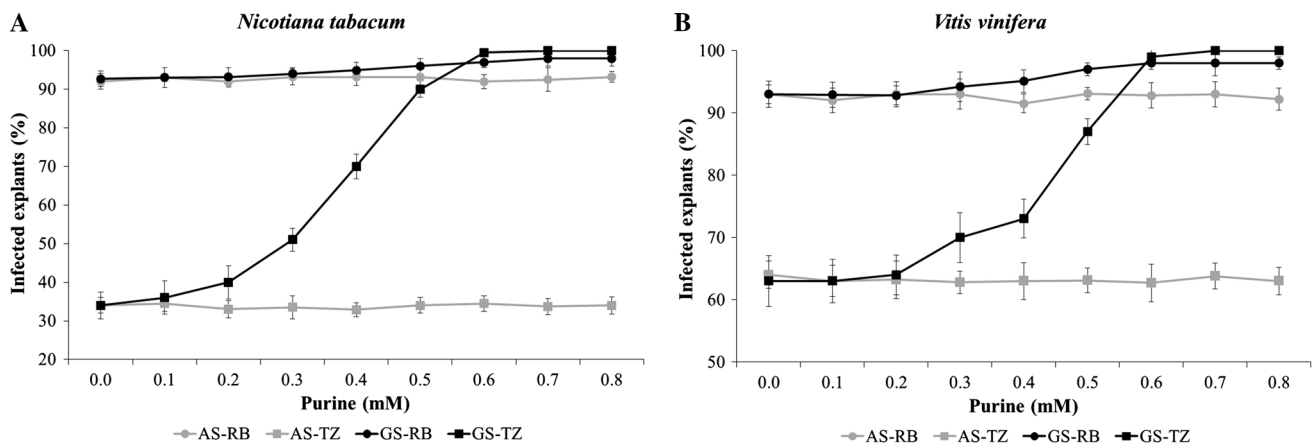 A
Nicotiana tabacum
Infected explants (%)
100
90
80
70
60
50
40
30
20
0.0 0.1 0.2 0.3 0.4 0.5 0.6 0.7 0.8
Purine (mM)
AS-RB AS-TZ GS-RB GS-TZ
B
Vitis vinifera
Infected explants (%)
100
90
80
70
60
50
0.0 0.1 0.2 0.3 0.4 0.5 0.6 0.7 0.8
Purine (mM)
AS-RB AS-TZ GS-RB GS-TZ